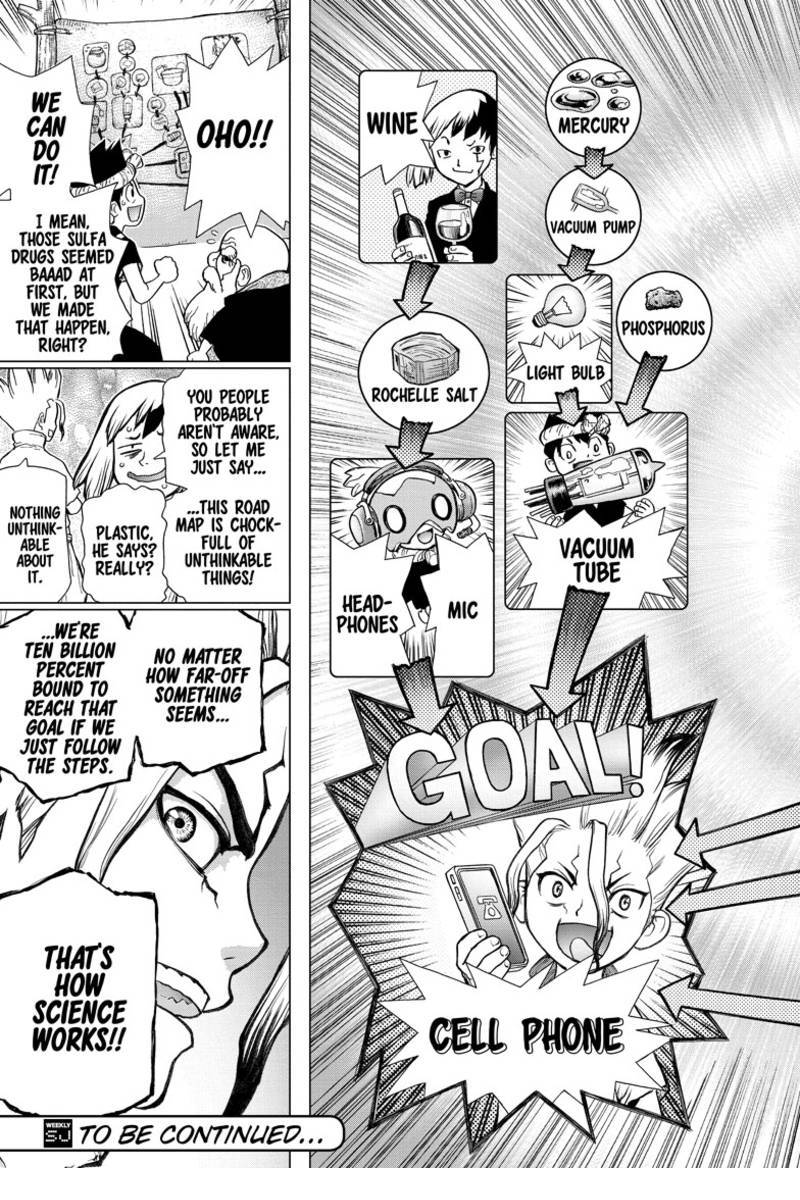 MERCURY
VACUUM PUMP
PHOSPHORUS
LIGHT BULB
VACUUM
TUBE
WINE
ROCHELLE SALT
HEAD-
PHONES
MIC
GOAL!
CELL PHONE
OHO!!
WE
CAN
DO
IT!
I MEAN,
THOSE SULFA
DRUGS SEEMED
BAAAD AT
FIRST, BUT
WE MADE
THAT HAPPEN,
RIGHT?
YOU PEOPLE
PROBABLY
AREN'T AWARE,
SO LET ME
JUST SAY...
...THIS ROAD
MAP IS CHOCK-
FULL OF
UNTHINKABLE
THINGS!
PLASTIC,
HE SAYS?
REALLY?
NOTHING
UNTHINK-
ABLE
ABOUT
IT.
NO MATTER
HOW FAR-OFF
SOMETHING
SEEMS...
...WE'RE
TEN BILLION
PERCENT
BOUND TO
REACH THAT
GOAL IF WE
JUST FOLLOW
THE STEPS.
THAT'S
HOW
SCIENCE
WORKS!!
WEEKLY
SJ
TO BE CONTINUED...